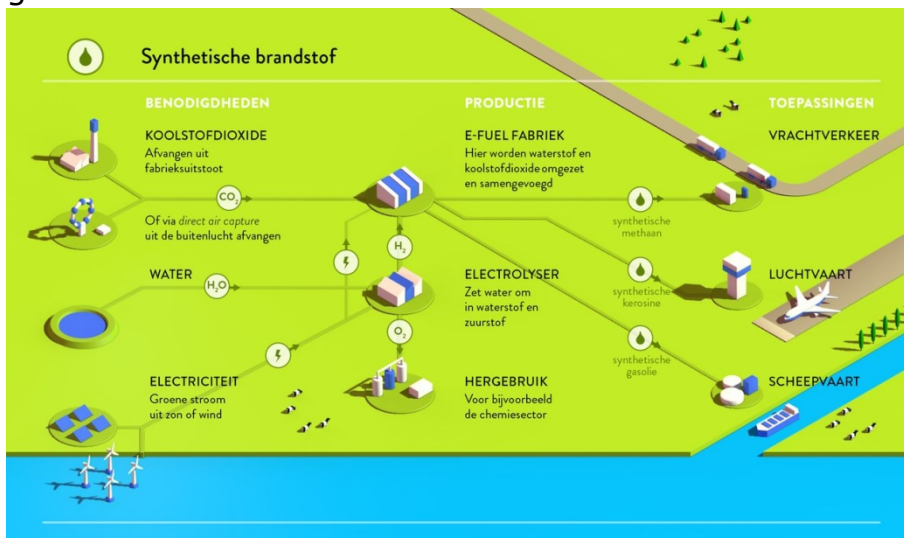 Synthetische brandstof
BENODIGDHEDEN
KOOLSTOFDIOXIDE
Afvangen uit
fabrieksuitstoot
CO₂
Of via direct air capture
uit de buitenlucht afvangen
WATER
H₂O
ELECTRICITEIT
Groene stroom
uit zon of wind
PRODUCTIE
E-FUEL FABRIEK
Hier worden waterstof en
koolstofdioxide omgezet
en samengevoegd
H₂
ELECTROLYSER
Zet water om
in waterstof en
zuurstof
O₂
HERGEBRUIK
Voor bijvoorbeeld
de chemiesector
TOEPASSINGEN
VRACHTVERKEER
synthetische
methaan
LUCHTVAART
synthetische
kerosine
SCHEEPVAART
synthetische
gasolie